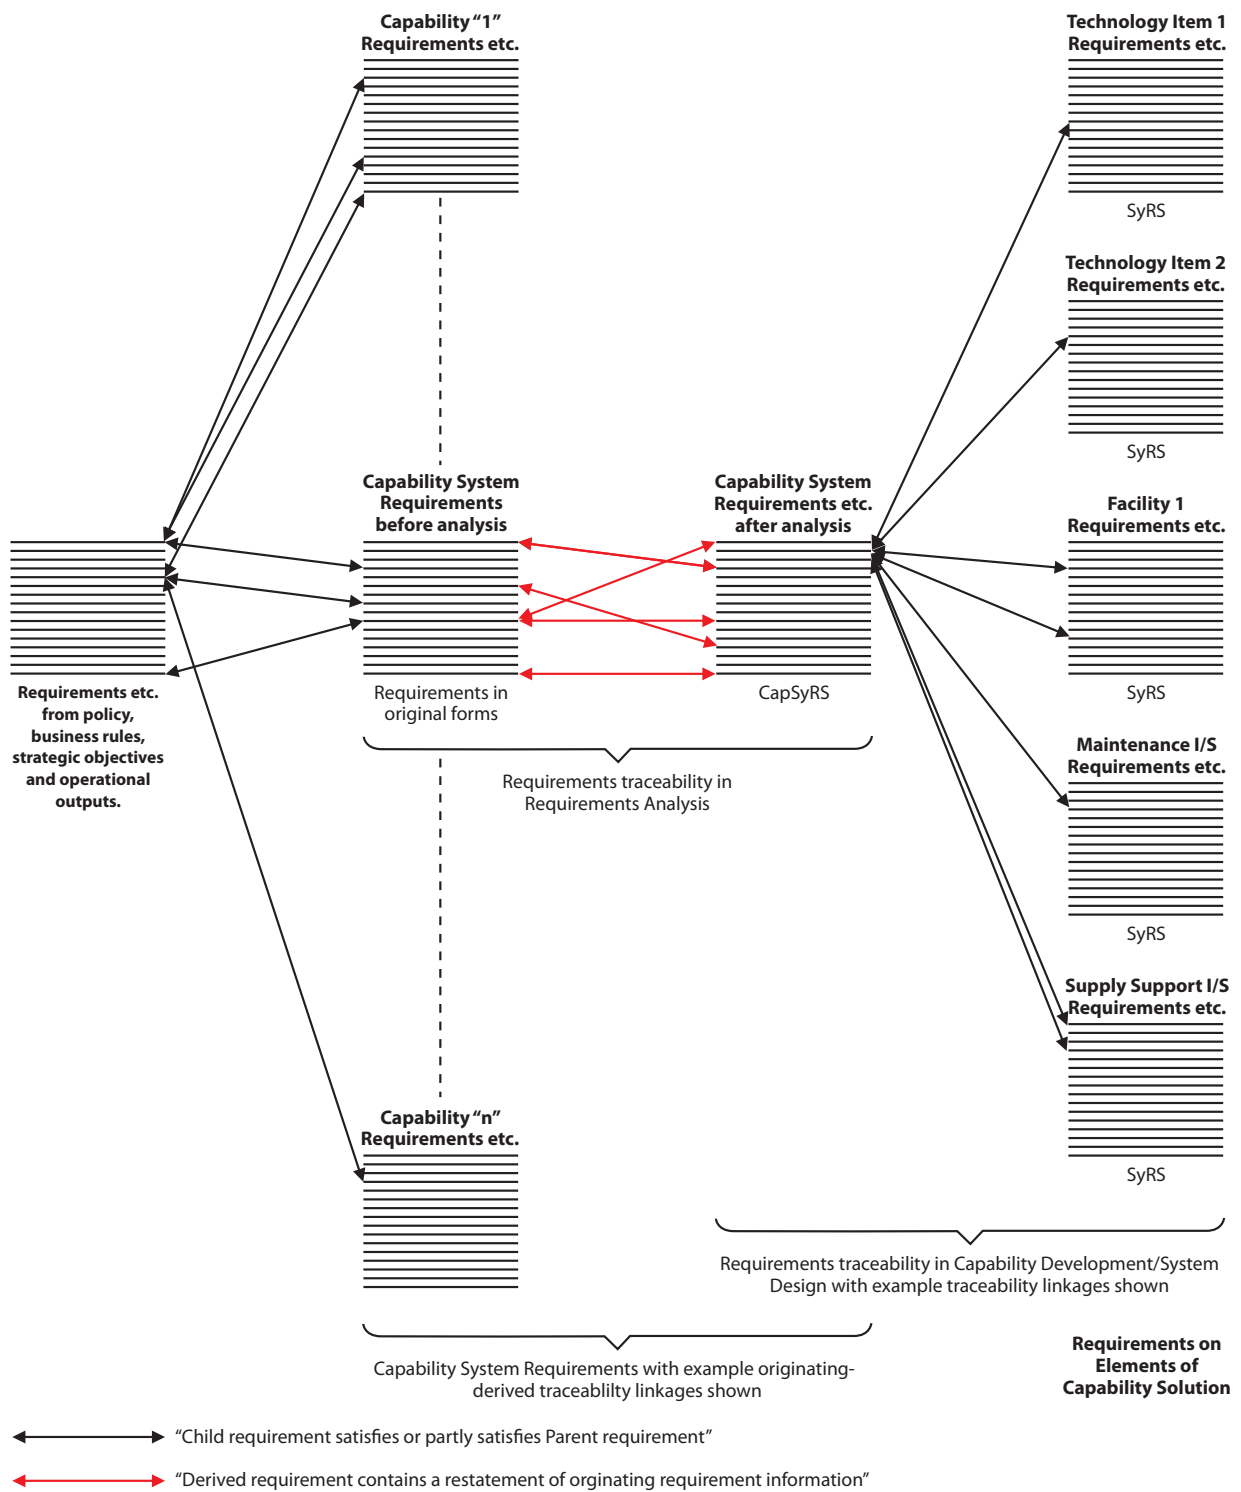 Capability “1”
Requirements etc.
Technology Item 1
Requirements etc.
SyRS
Technology Item 2
Requirements etc.
SyRS
Capability System
Requirements
before analysis
Capability System
Requirements etc.
after analysis
Facility 1
Requirements etc.
Requirements etc.
from policy,
business rules,
strategic objectives
and operational
outputs.
Requirements in
original forms
CapSyRS
SyRS
Requirements traceability in
Requirements Analysis
Maintenance I/S
Requirements etc.
SyRS
Supply Support I/S
Requirements etc.
SyRS
Capability “n”
Requirements etc.
Requirements traceability in Capability Development/System
Design with example traceability linkages shown
Capability System Requirements with example originating-
derived traceablilty linkages shown
Requirements on
Elements of
Capability Solution
“Child requirement satisfies or partly satisfies Parent requirement”
“Derived requirement contains a restatement of orginating requirement information”